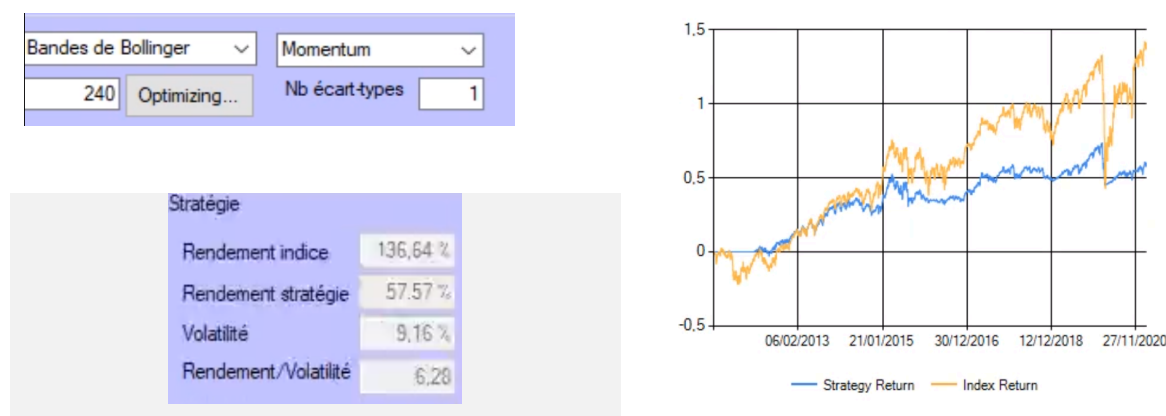 Bandes de Bollinger
Momentum
240
Optimizing...
Nb écart-types
1
Stratégie
Rendement indice 136,64 %
Rendement stratégie 57.57 %
Volatilité 9,16 %
Rendement/Volatilité 6,28
1.5
1
0.5
0
-0.5
06/02/2013 21/01/2015 30/12/2016 12/12/2018 27/11/2020
Strategy Return Index Return